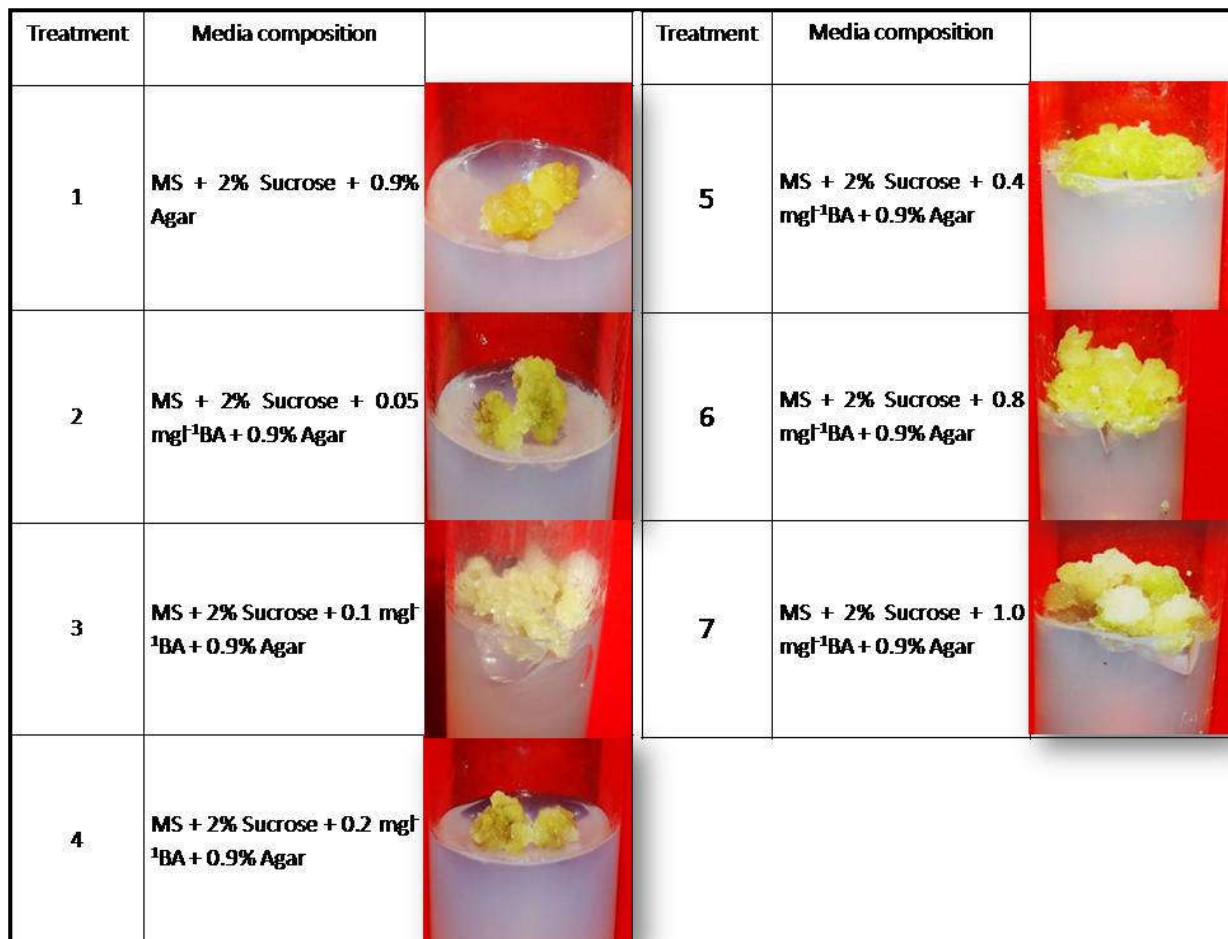 Treatment Media composition
1 MS + 2% Sucrose + 0.9%
Agar
2 MS + 2% Sucrose + 0.05
mgl⁻¹BA + 0.9% Agar
3 MS + 2% Sucrose + 0.1 mgl⁻
¹BA + 0.9% Agar
4 MS + 2% Sucrose + 0.2 mgl⁻
¹BA + 0.9% Agar
Treatment Media composition
5 MS + 2% Sucrose + 0.4
mgl⁻¹BA + 0.9% Agar
6 MS + 2% Sucrose + 0.8
mgl⁻¹BA + 0.9% Agar
7 MS + 2% Sucrose + 1.0
mgl⁻¹BA + 0.9% Agar